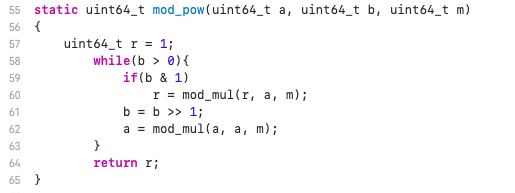 55 static uint64_t mod_pow(uint64_t a, uint64_t b, uint64_t m)
56 {
57     uint64_t r = 1;
58         while(b > 0){
59             if(b & 1)
60                 r = mod_mul(r, a, m);
61             b = b >> 1;
62             a = mod_mul(a, a, m);
63         }
64         return r;
65 }